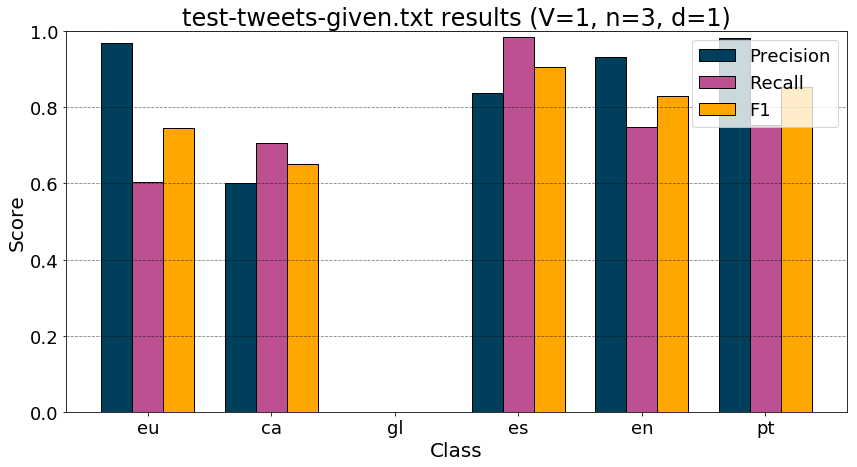 test-tweets-given.txt results (V=1, n=3, d=1)
Precision
Recall
F1
Score
1.0
0.8
0.6
0.4
0.2
0.0
eu ca gl es en pt
Class